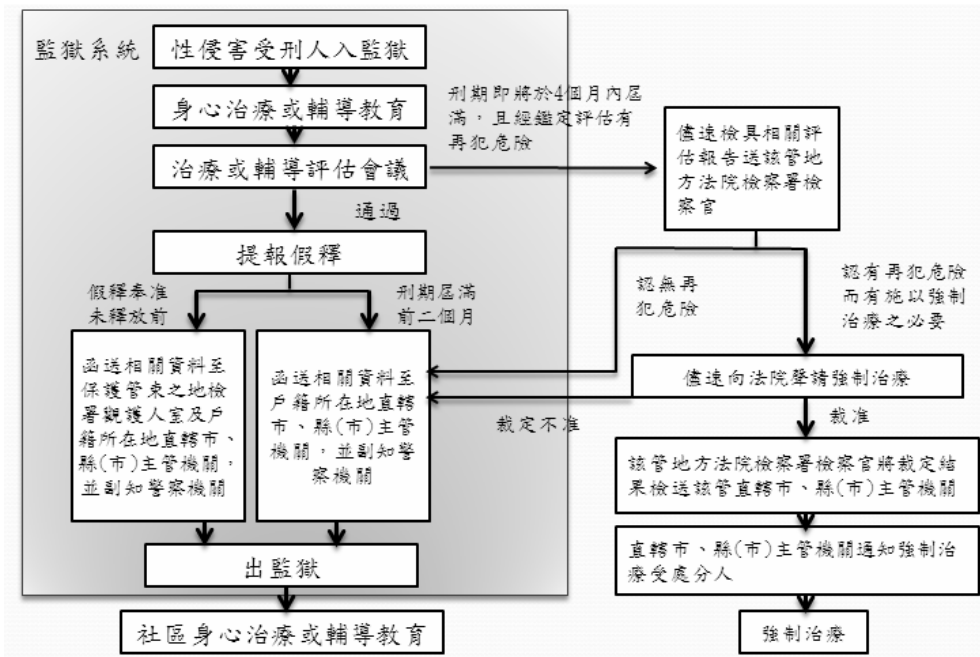 監獄系統
性侵害受刑人入監獄
身心治療或輔導教育
治療或輔導評估會議
刑期即將於4個月內屆
滿，且經鑑定評估有
再犯危險
儘速檢具相關評
估報告送該管地
方法院檢察署檢
察官
通過
提報假釋
假釋奉准
未釋放前
刑期屆滿
前二個月
認無再
犯危險
認有再犯危險
而有施以強制
治療之必要
函送相關資料至
保護管束之地檢
署觀護人室及戶
籍所在地直轄市、
縣(市)主管機關，
並副知警察機關
函送相關資料至
戶籍所在地直轄
市、縣(市)主管機
關，並副知警察
機關
儘速向法院聲請強制治療
裁定不准
裁准
該管地方法院檢察署檢察官將裁定結
果檢送該管直轄市、縣(市)主管機關
直轄市、縣(市)主管機關通知強制治
療受處分人
出監獄
社區身心治療或輔導教育
強制治療